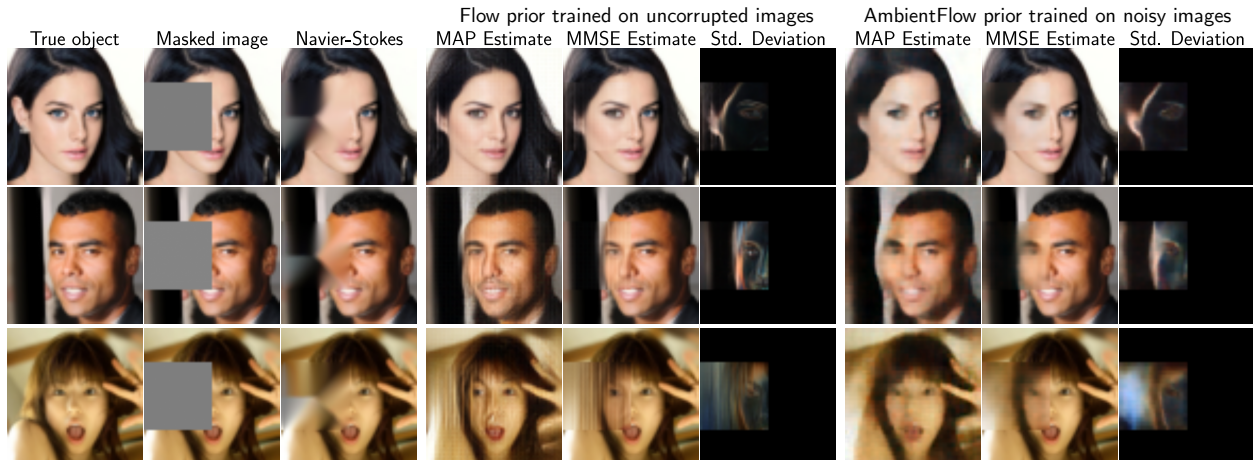 Flow prior trained on uncorrupted images
AmbientFlow prior trained on noisy images
True object
Masked image
Navier-Stokes
MAP Estimate
MMSE Estimate
Std. Deviation
MAP Estimate
MMSE Estimate
Std. Deviation